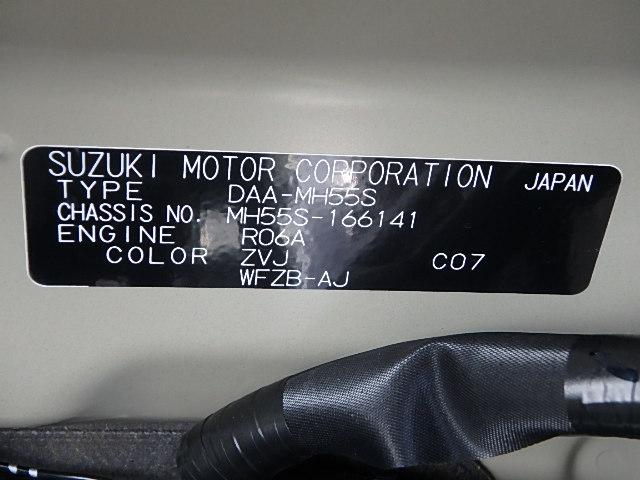 SUZUKI MOTOR CORPORATION JAPAN
TYPE DAA-MH55S
CHASSIS NO. MH55S-166141
ENGINE R06A
COLOR ZVJ C07
WFZB-AJ